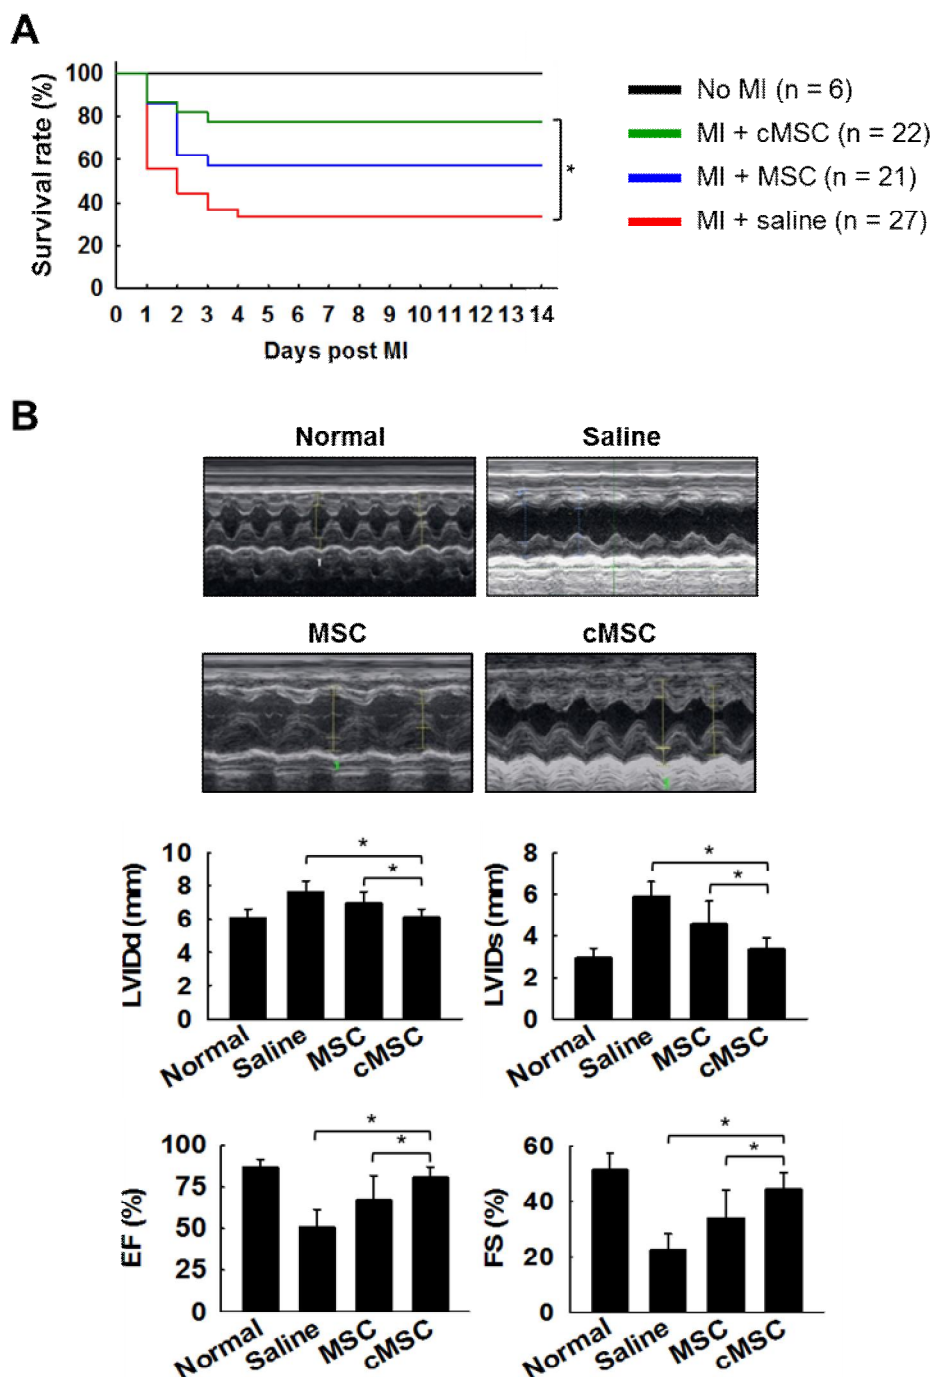 A
Survival rate (%)
100
80
60
40
20
0
0 1 2 3 4 5 6 7 8 9 10 11 12 13 14
Days post MI
*
No MI (n = 6)
MI + cMSC (n = 22)
MI + MSC (n = 21)
MI + saline (n = 27)
B
Normal Saline
MSC cMSC
LVIDd (mm)
10
8
6
4
2
0
*
*
Normal Saline MSC cMSC
LVIDs (mm)
8
6
4
2
0
*
*
Normal Saline MSC cMSC
EF (%)
100
75
50
25
0
*
*
Normal Saline MSC cMSC
FS (%)
60
40
20
0
*
*
Normal Saline MSC cMSC